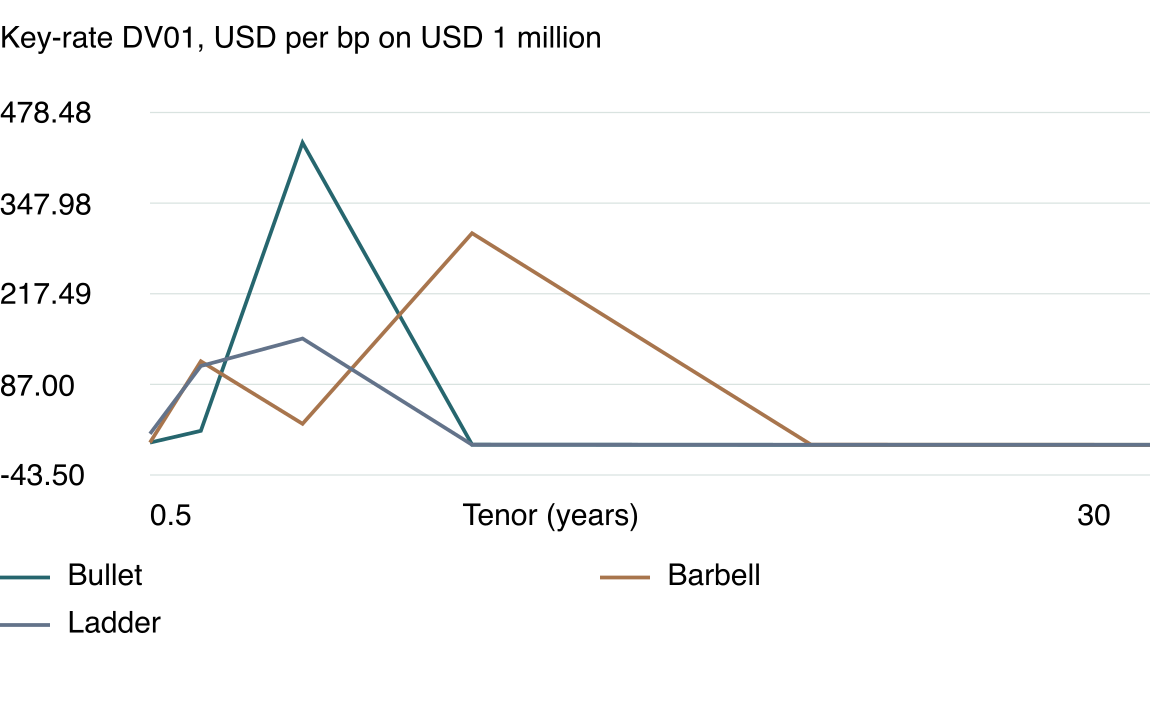 Key-rate DV01, USD per bp on USD 1 million
478.48
347.98
217.49
87.00
-43.50
0.5 Tenor (years) 30
Bullet Barbell
Ladder